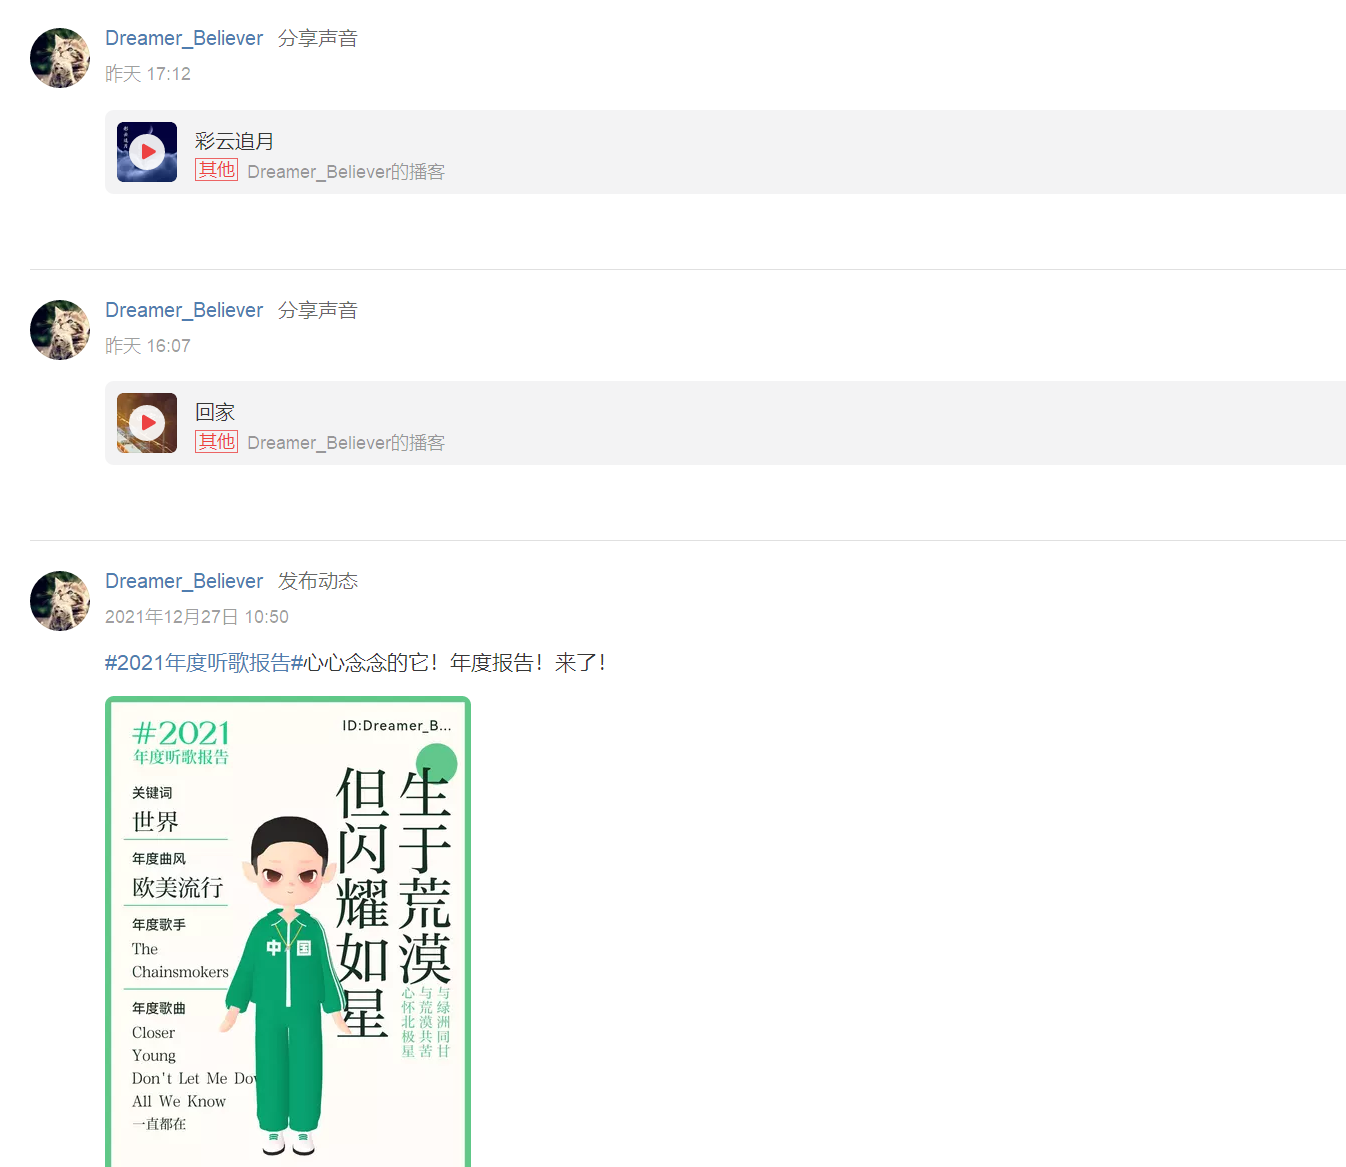 Dreamer_Believer 分享声音
昨天 17:12
彩云追月
彩云追月
其他 Dreamer_Believer的播客
Dreamer_Believer 分享声音
昨天 16:07
回家
其他 Dreamer_Believer的播客
Dreamer_Believer 发布动态
2021年12月27日 10:50
#2021年度听歌报告#心心念念的它！年度报告！来了！
#2021
年度听歌报告
ID:Dreamer_B...
关键词
世界
年度曲风
欧美流行
年度歌手
The
Chainsmokers
年度歌曲
Closer
Young
Don't Let Me
All We Know
一直都在
中国
生于荒漠
但闪耀如星
与绿洲同甘
与荒漠共苦
心怀北极星